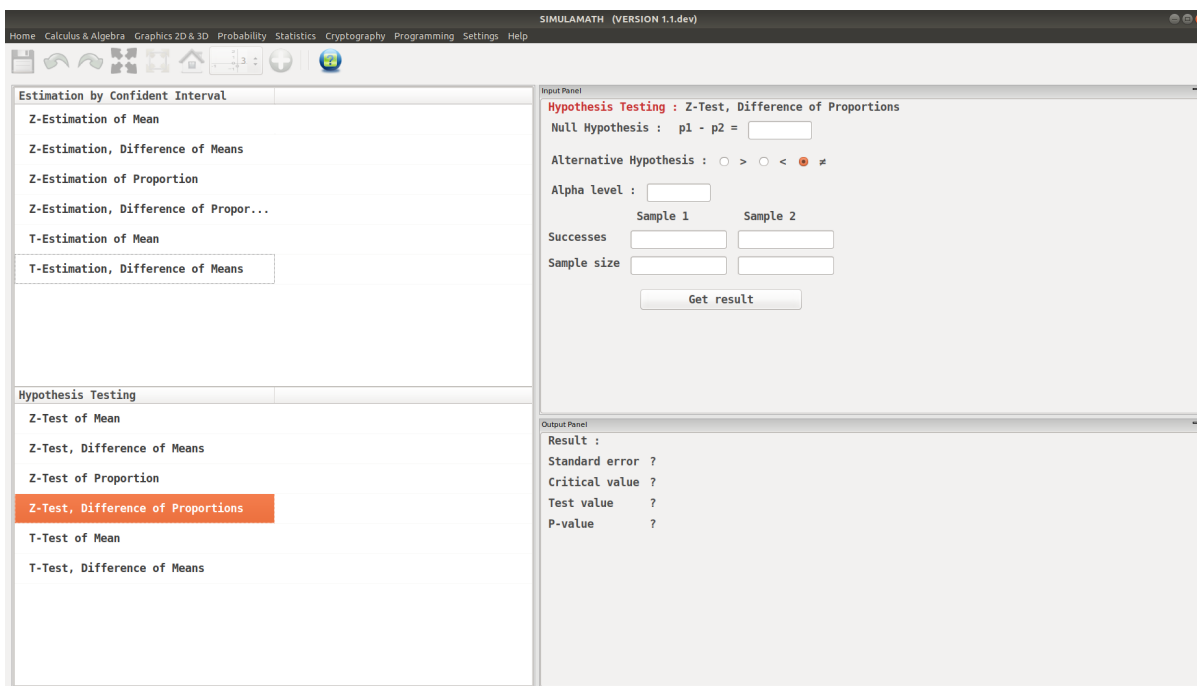 SIMULAMATH (VERSION 1.1.dev)
Home Calculus & Algebra Graphics 2D & 3D Probability Statistics Cryptography Programming Settings Help
3
Estimation by Confident Interval
Z-Estimation of Mean
Z-Estimation, Difference of Means
Z-Estimation of Proportion
Z-Estimation, Difference of Propor...
T-Estimation of Mean
T-Estimation, Difference of Means
Hypothesis Testing
Z-Test of Mean
Z-Test, Difference of Means
Z-Test of Proportion
Z-Test, Difference of Proportions
T-Test of Mean
T-Test, Difference of Means
Input Panel
Hypothesis Testing : Z-Test, Difference of Proportions
Null Hypothesis : p1 - p2 =
Alternative Hypothesis : > < ≠
Alpha level :
Sample 1 Sample 2
Successes
Sample size
Get result
Output Panel
Result :
Standard error ?
Critical value ?
Test value ?
P-value ?